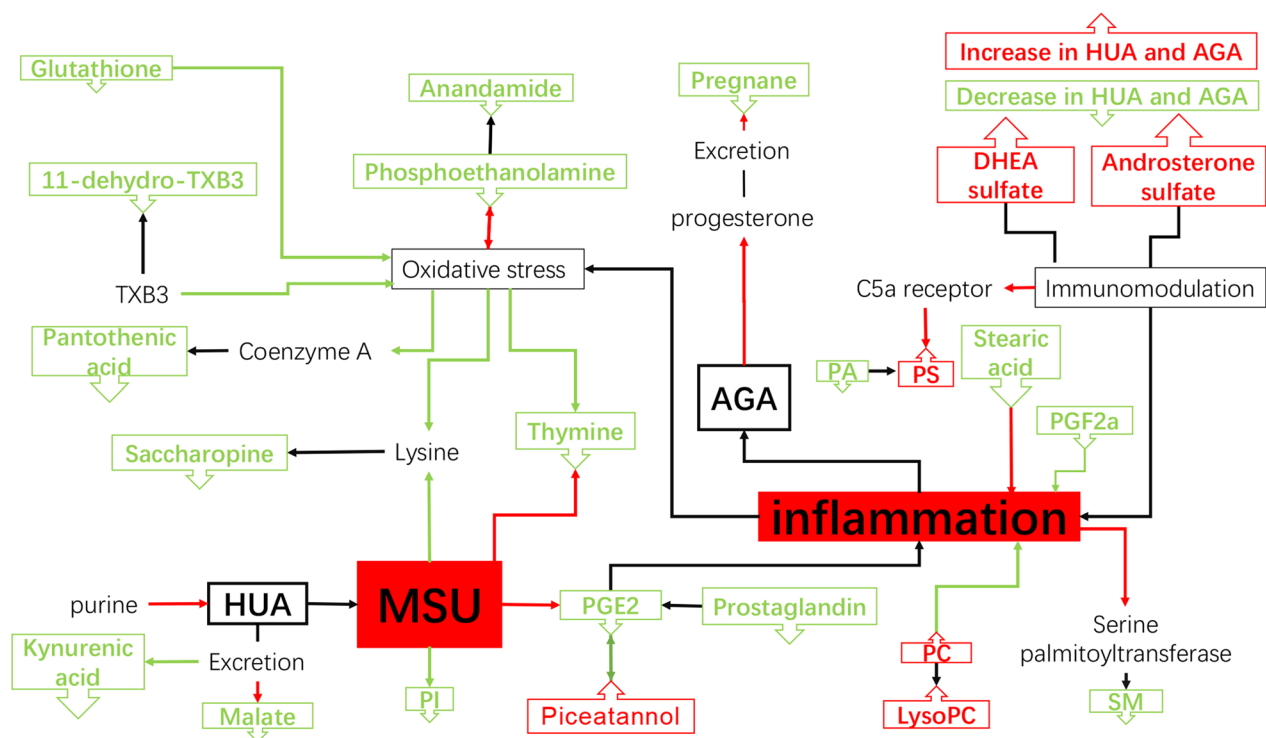 Increase in HUA and AGA
Glutathione
Anandamide
Pregnane
Decrease in HUA and AGA
Excretion
11-dehydro-TXB3
Phosphoethanolamine
DHEA
sulfate
Androsterone
sulfate
progesterone
Oxidative stress
TXB3
C5a receptor
Immunomodulation
Pantothenic
acid
Coenzyme A
Stearic
acid
PA
PS
AGA
PGF2a
Thymine
Saccharopine
Lysine
inflammation
purine
HUA
MSU
PGE2
Prostaglandin
Serine
palmitoyltransferase
Kynurenic
acid
Excretion
PC
PI
SM
Malate
Piceatannol
LysoPC